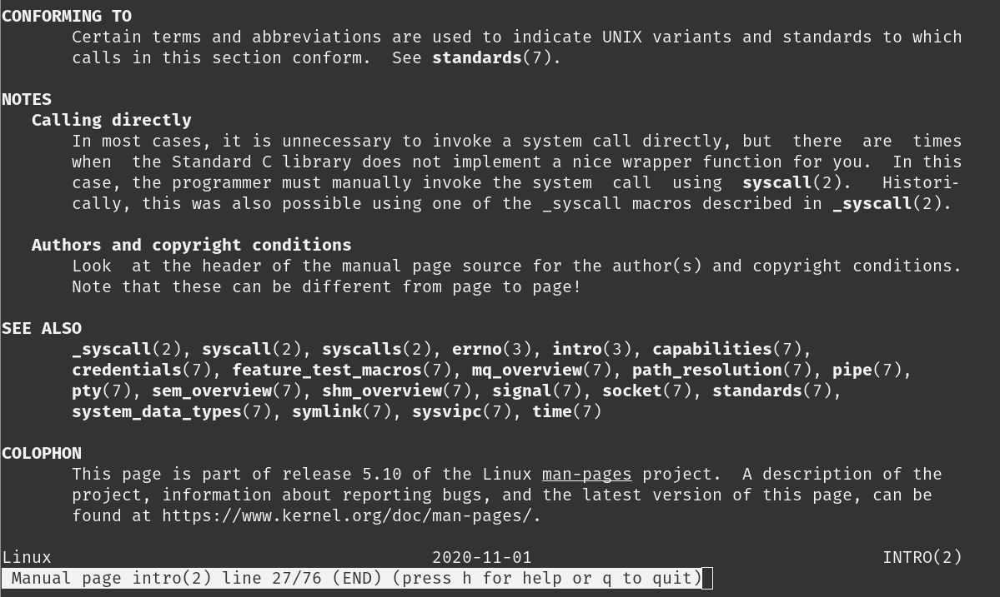 CONFORMING TO
       Certain terms and abbreviations are used to indicate UNIX variants and standards to which
       calls in this section conform.  See standards(7).

NOTES
   Calling directly
       In most cases, it is unnecessary to invoke a system call directly, but  there  are  times
       when  the Standard C library does not implement a nice wrapper function for you.  In this
       case, the programmer must manually invoke the system  call  using  syscall(2).   Histori-
       cally, this was also possible using one of the _syscall macros described in _syscall(2).

   Authors and copyright conditions
       Look  at the header of the manual page source for the author(s) and copyright conditions.
       Note that these can be different from page to page!

SEE ALSO
       _syscall(2), syscall(2), syscalls(2), errno(3), intro(3), capabilities(7),
       credentials(7), feature_test_macros(7), mq_overview(7), path_resolution(7), pipe(7),
       pty(7), sem_overview(7), shm_overview(7), signal(7), socket(7), standards(7),
       system_data_types(7), symlink(7), sysvipc(7), time(7)

COLOPHON
       This page is part of release 5.10 of the Linux man-pages project.  A description of the
       project, information about reporting bugs, and the latest version of this page, can be
       found at https://www.kernel.org/doc/man-pages/.

Linux                                      2020-11-01                                   INTRO(2)
 Manual page intro(2) line 27/76 (END) (press h for help or q to quit)